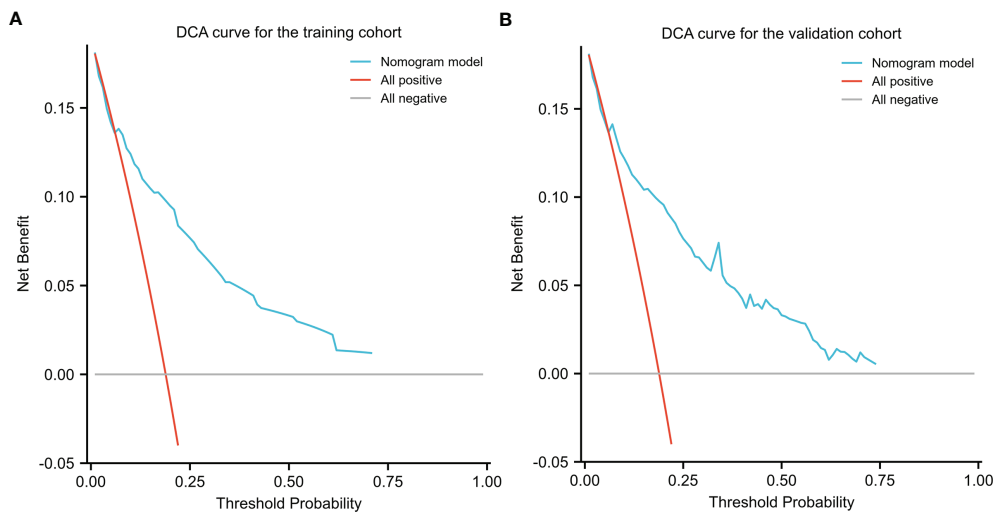 A
DCA curve for the training cohort
Nomogram model
All positive
All negative
Net Benefit
0.15
0.10
0.05
0.00
-0.05
0.00
0.25
0.50
0.75
1.00
Threshold Probability
B
DCA curve for the validation cohort
Nomogram model
All positive
All negative
Net Benefit
0.15
0.10
0.05
0.00
-0.05
0.00
0.25
0.50
0.75
1.00
Threshold Probability